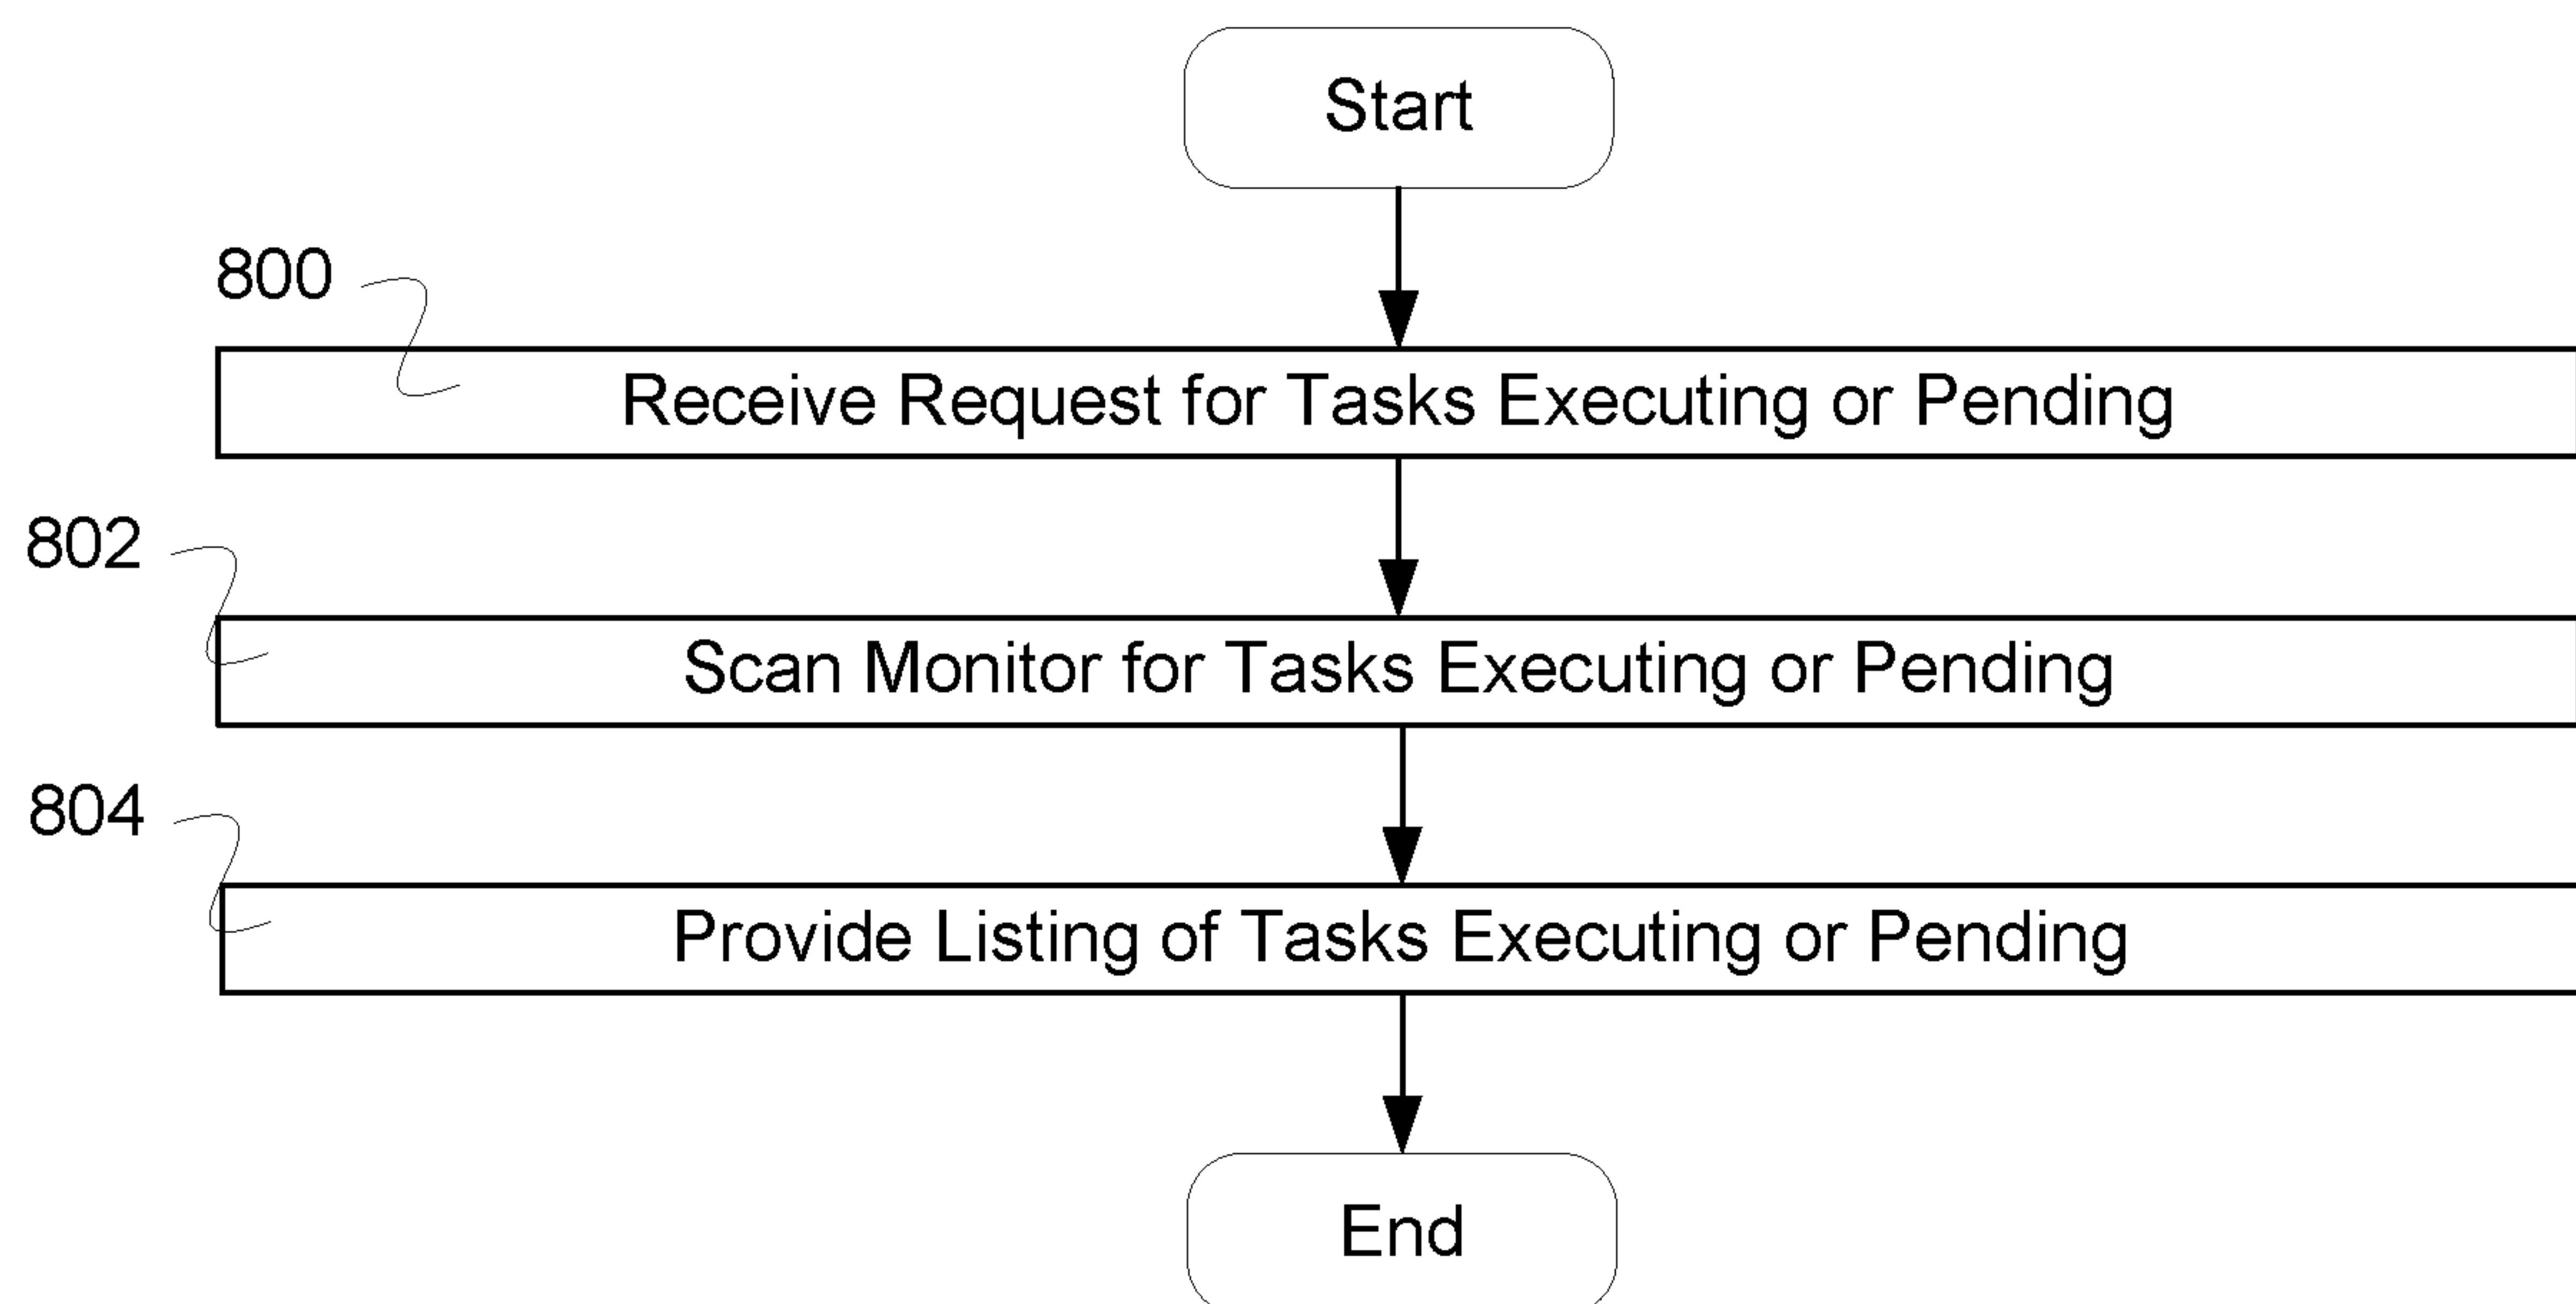 Start
800
Receive Request for Tasks Executing or Pending
802
Scan Monitor for Tasks Executing or Pending
804
Provide Listing of Tasks Executing or Pending
End